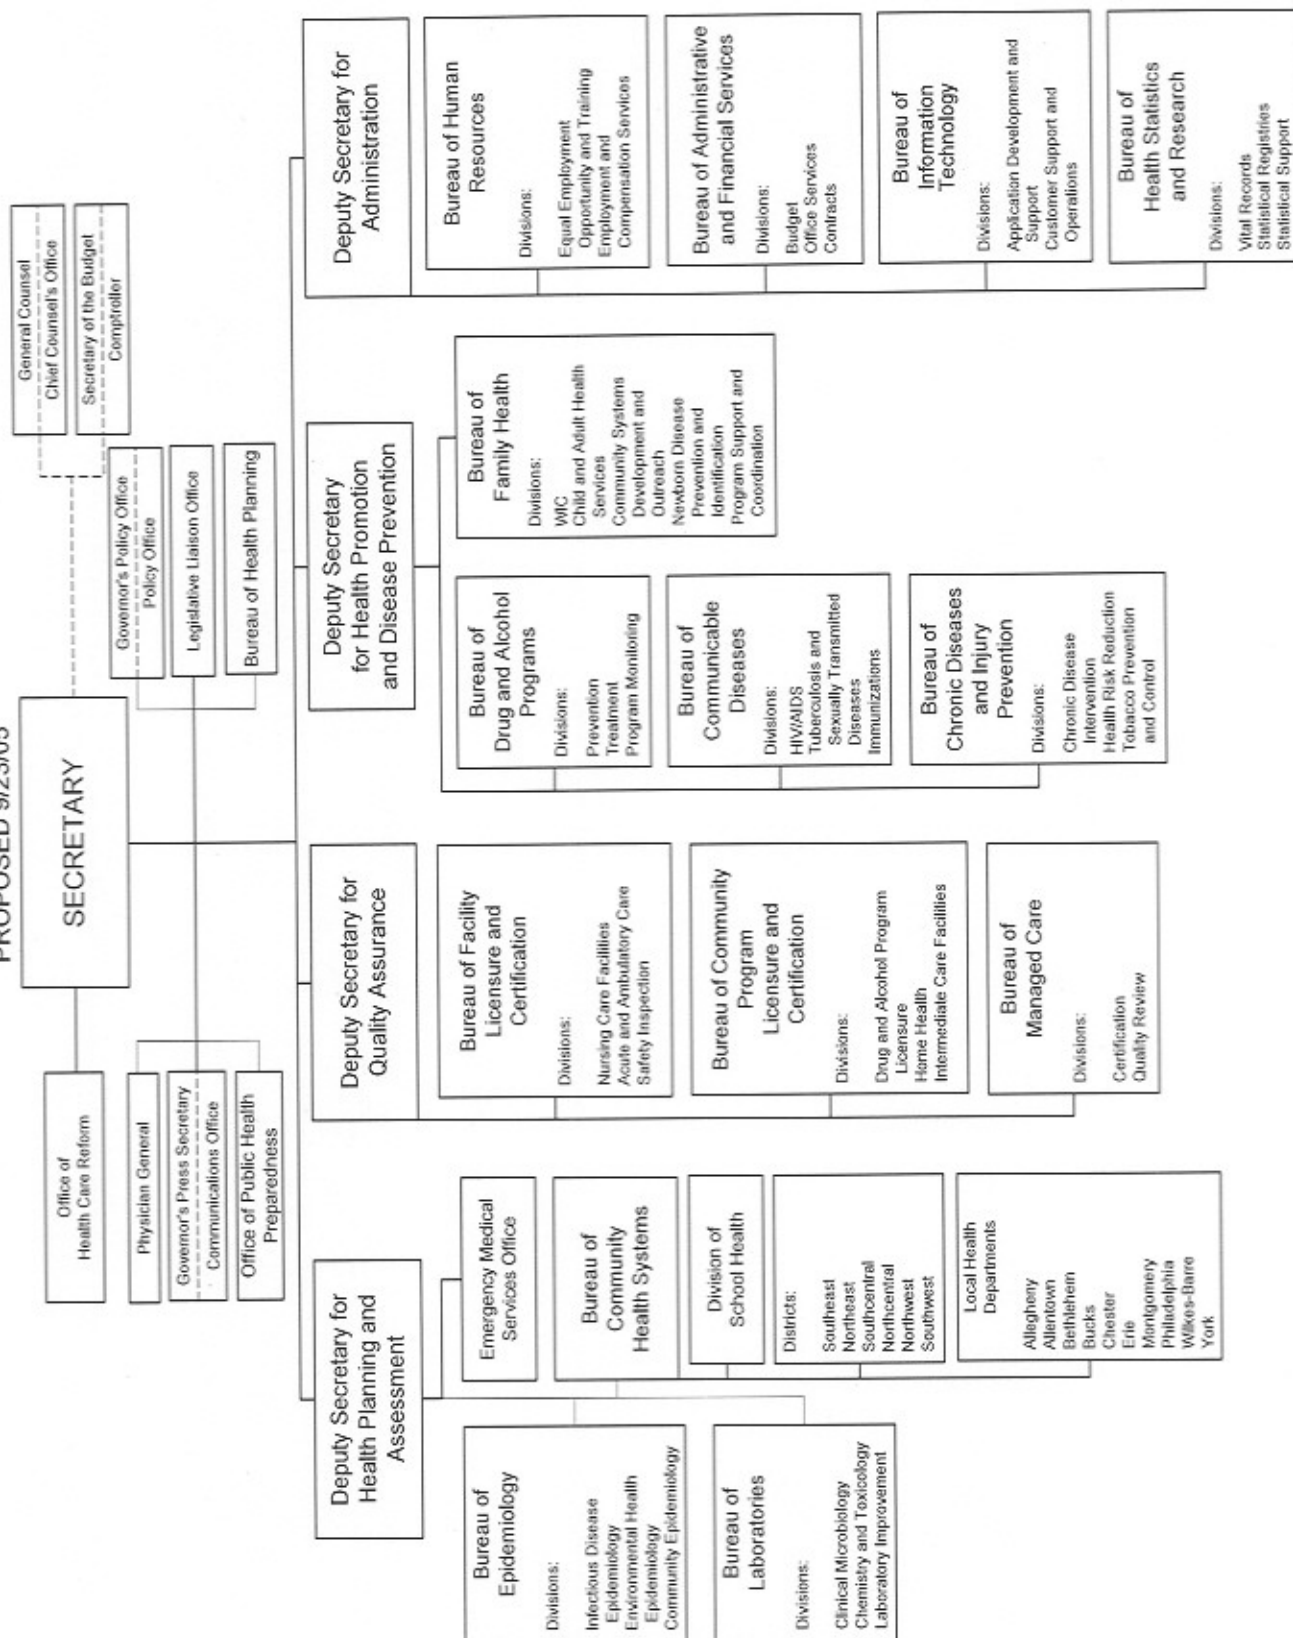 PROPOSED 9/23/05
SECRETARY
Office of
Health Care Reform
General Counsel
Chief Counsel's Office
Secretary of the Budget
Comptroller
Physician General
Governor's Press Secretary
Communications Office
Office of Public Health
Preparedness
Governor's Policy Office
Policy Office
Legislative Liaison Office
Bureau of Health Planning
Deputy Secretary for
Health Planning and
Assessment
Bureau of
Epidemiology
Divisions:
Infectious Disease
Epidemiology
Environmental Health
Epidemiology
Community Epidemiology
Bureau of
Laboratories
Divisions:
Clinical Microbiology
Chemistry and Toxicology
Laboratory Improvement
Emergency Medical
Services Office
Bureau of
Community
Health Systems
Division of
School Health
Districts:
Southeast
Northeast
Southcentral
Northcentral
Northwest
Southwest
Local Health
Departments
Allegheny
Allentown
Bethlehem
Bucks
Chester
Erie
Montgomery
Philadelphia
Wilkes-Barre
York
Deputy Secretary for
Quality Assurance
Bureau of Facility
Licensure and
Certification
Divisions:
Nursing Care Facilities
Acute and Ambulatory Care
Safety Inspection
Bureau of Community
Program
Licensure and
Certification
Divisions:
Drug and Alcohol Program
Licensure
Home Health
Intermediate Care Facilities
Bureau of
Managed Care
Divisions:
Certification
Quality Review
Deputy Secretary
for Health Promotion
and Disease Prevention
Bureau of
Drug and Alcohol
Programs
Divisions:
Prevention
Treatment
Program Monitoring
Bureau of
Communicable
Diseases
Divisions:
HIV/AIDS
Tuberculosis and
Sexually Transmitted
Diseases
Immunizations
Bureau of
Chronic Diseases
and Injury
Prevention
Divisions:
Chronic Disease
Intervention
Health Risk Reduction
Tobacco Prevention
and Control
Bureau of
Family Health
Divisions:
WIC
Child and Adult Health
Services
Community Systems
Development and
Outreach
Newborn Disease
Prevention and
Identification
Program Support and
Coordination
Deputy Secretary for
Administration
Bureau of Human
Resources
Divisions:
Equal Employment
Opportunity and Training
Employment and
Compensation Services
Bureau of Administrative
and Financial Services
Divisions:
Budget
Office Services
Contracts
Bureau of
Information
Technology
Divisions:
Application Development and
Support
Customer Support and
Operations
Bureau of
Health Statistics
and Research
Divisions:
Vital Records
Statistical Registries
Statistical Support